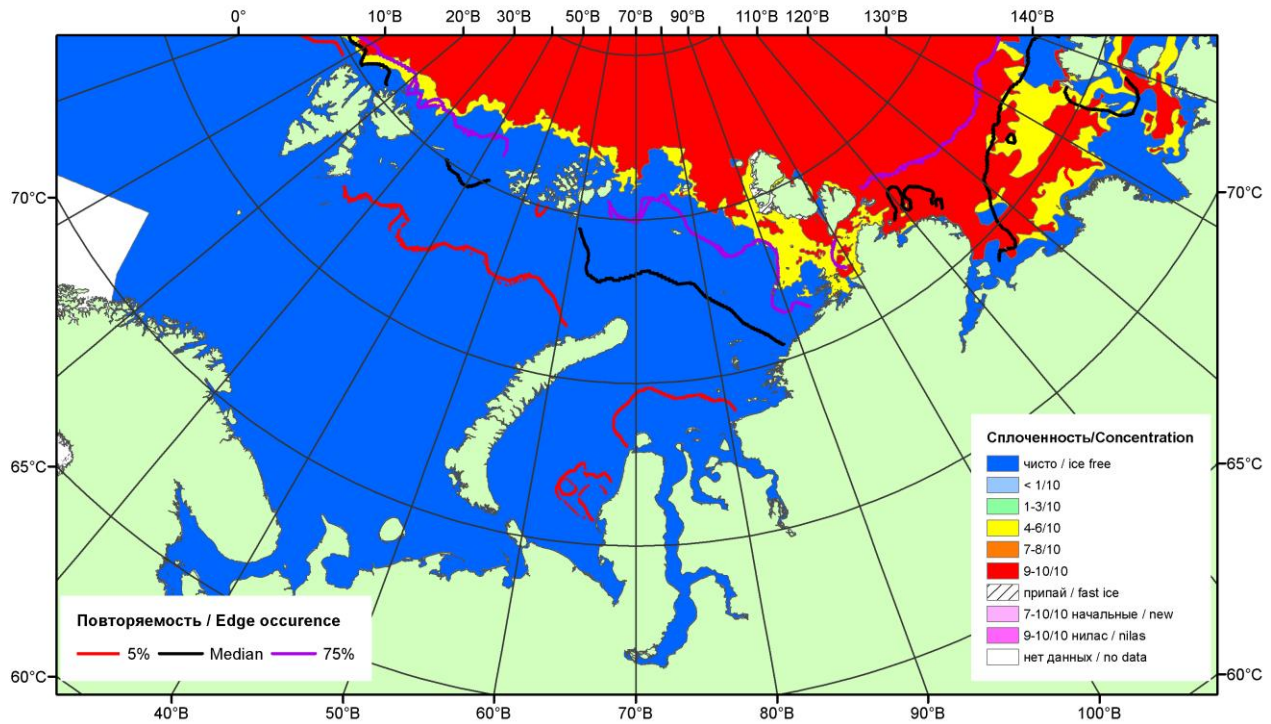 0° 10°В 20°В 30°В 50°В 70°В 90°В 110°В 120°В 130°В 140°В
70°С 70°С
65°С 65°С
60°С 60°С
Сплоченность/Concentration
чисто / ice free
< 1/10
1-3/10
4-6/10
7-8/10
9-10/10
припай / fast ice
7-10/10 начальные / new
9-10/10 нилас / nilas
нет данных / no data
Повторяемость / Edge occurence
5% Median 75%
40°В 50°В 60°В 70°В 80°В 90°В 100°В